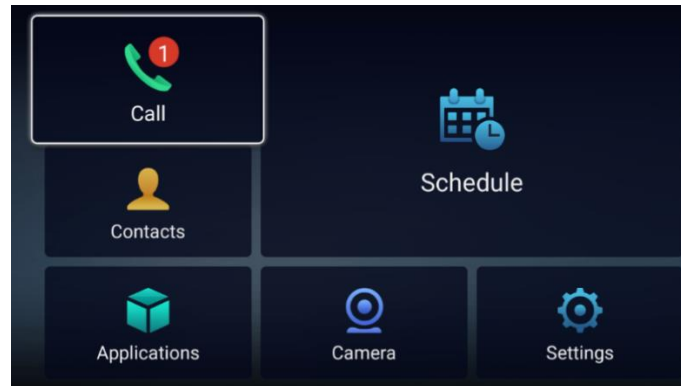 1
Call
Schedule
Contacts
Applications
Camera
Settings